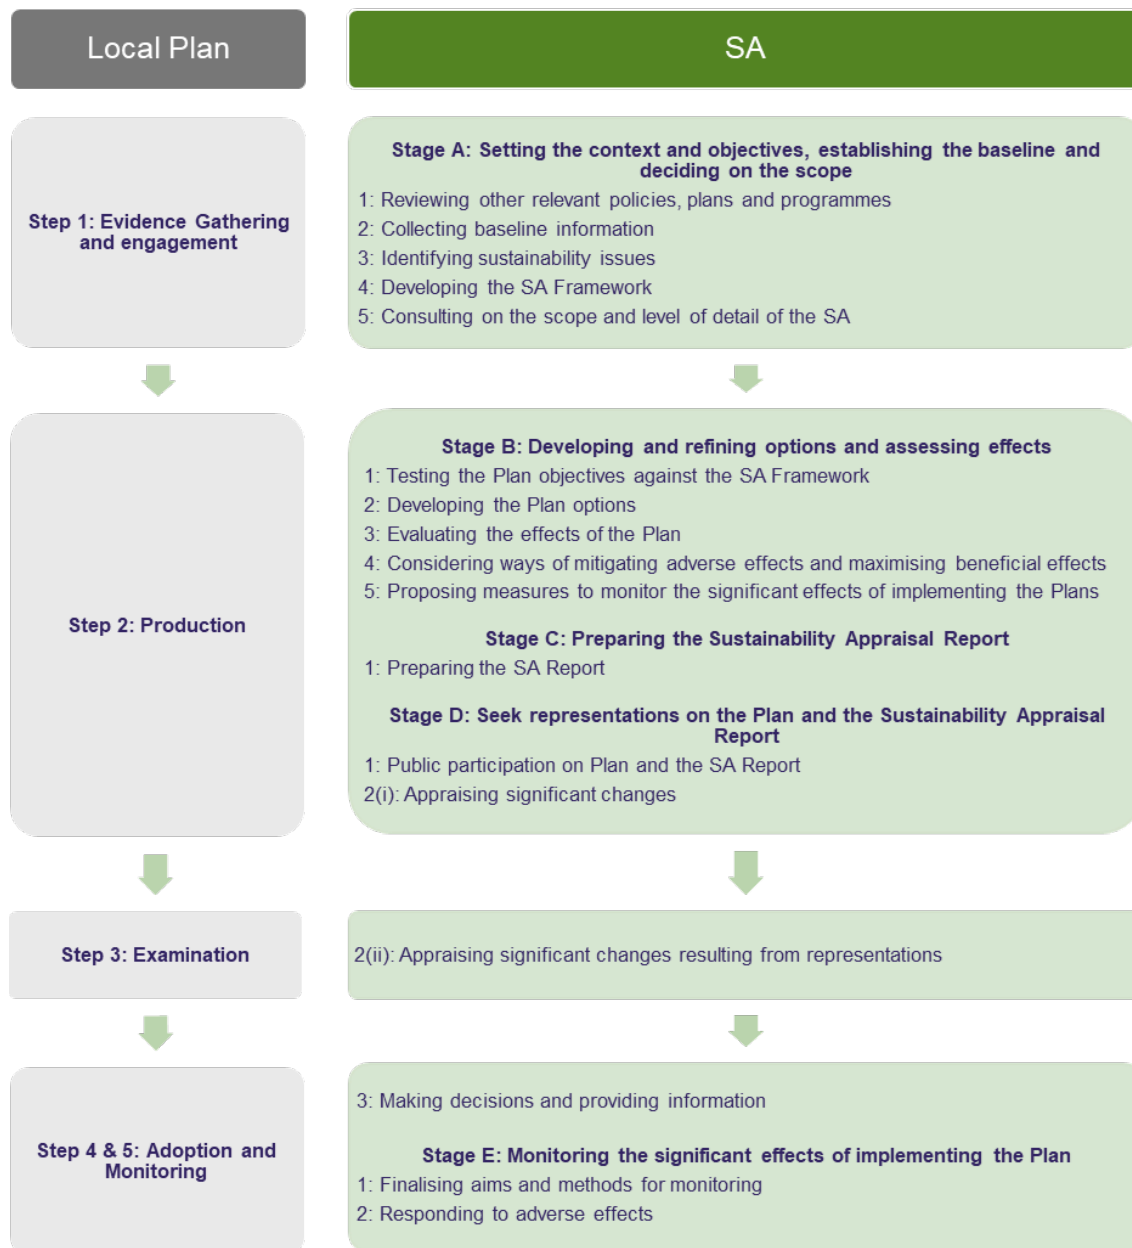 Local Plan
SA
Step 1: Evidence Gathering
and engagement
Stage A: Setting the context and objectives, establishing the baseline and
deciding on the scope
1: Reviewing other relevant policies, plans and programmes
2: Collecting baseline information
3: Identifying sustainability issues
4: Developing the SA Framework
5: Consulting on the scope and level of detail of the SA
Step 2: Production
Stage B: Developing and refining options and assessing effects
1: Testing the Plan objectives against the SA Framework
2: Developing the Plan options
3: Evaluating the effects of the Plan
4: Considering ways of mitigating adverse effects and maximising beneficial effects
5: Proposing measures to monitor the significant effects of implementing the Plans
Stage C: Preparing the Sustainability Appraisal Report
1: Preparing the SA Report
Stage D: Seek representations on the Plan and the Sustainability Appraisal
Report
1: Public participation on Plan and the SA Report
2(i): Appraising significant changes
Step 3: Examination
2(ii): Appraising significant changes resulting from representations
Step 4 & 5: Adoption and
Monitoring
3: Making decisions and providing information
Stage E: Monitoring the significant effects of implementing the Plan
1: Finalising aims and methods for monitoring
2: Responding to adverse effects